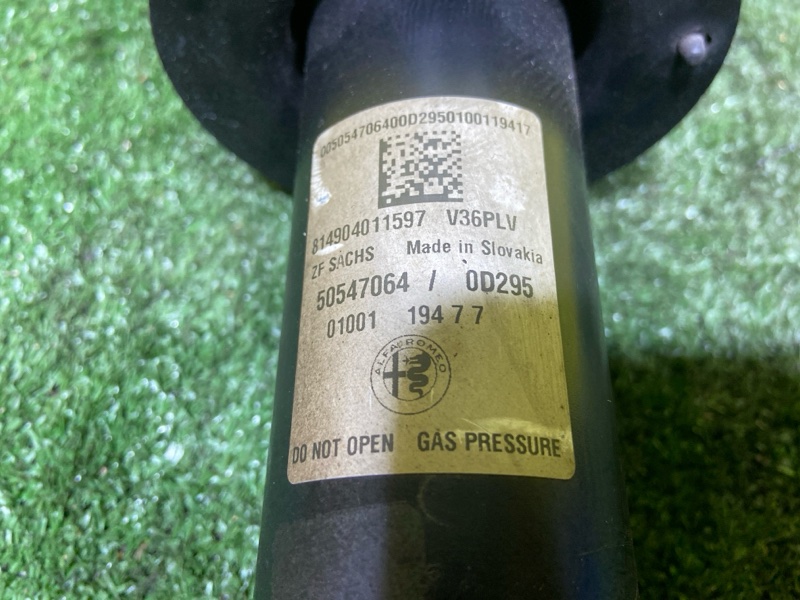 00505470640OD2950100119417
814904011597 V36PLV
ZF SACHS Made in Slovakia
50547064 / 0D295
01001 194 7 7
ALFA ROMEO
DO NOT OPEN GAS PRESSURE